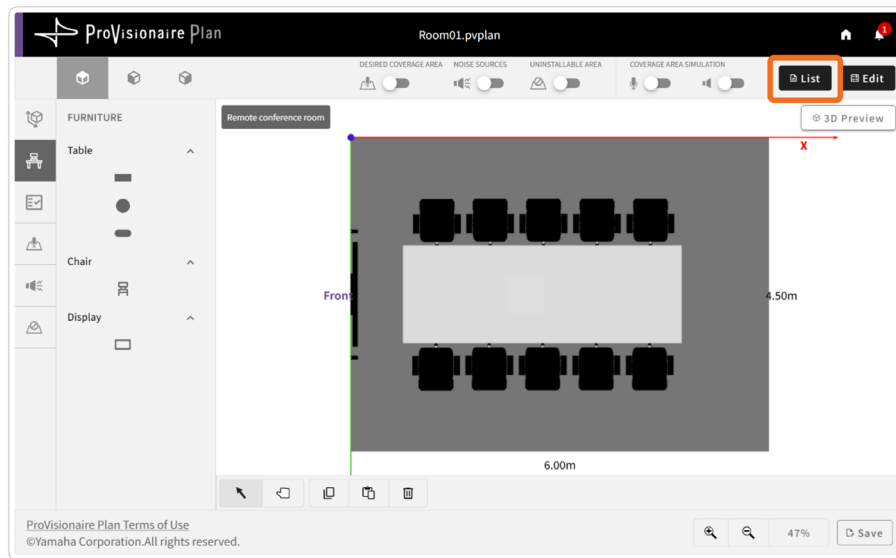 ProVisionaire Plan
Room01.pvplan
1
DESIRED COVERAGE AREA
NOISE SOURCES
UNINSTALLABLE AREA
COVERAGE AREA SIMULATION
List
Edit
FURNITURE
Remote conference room
3D Preview
X
Table
Chair
Display
Front
4.50m
6.00m
ProVisionaire Plan Terms of Use
©Yamaha Corporation.All rights reserved.
47%
Save